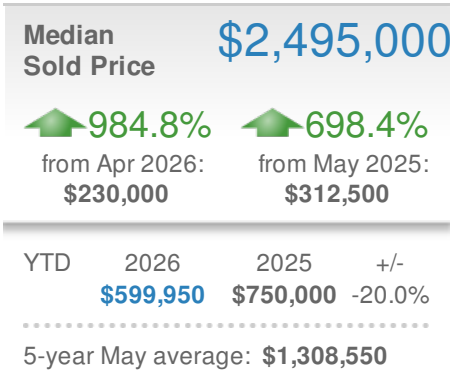 Median $2,495,000
Sold Price
984.8% 698.4%
from Apr 2026: from May 2025:
$230,000 $312,500
YTD 2026 2025 +/-
$599,950 $750,000 -20.0%
5-year May average: $1,308,550